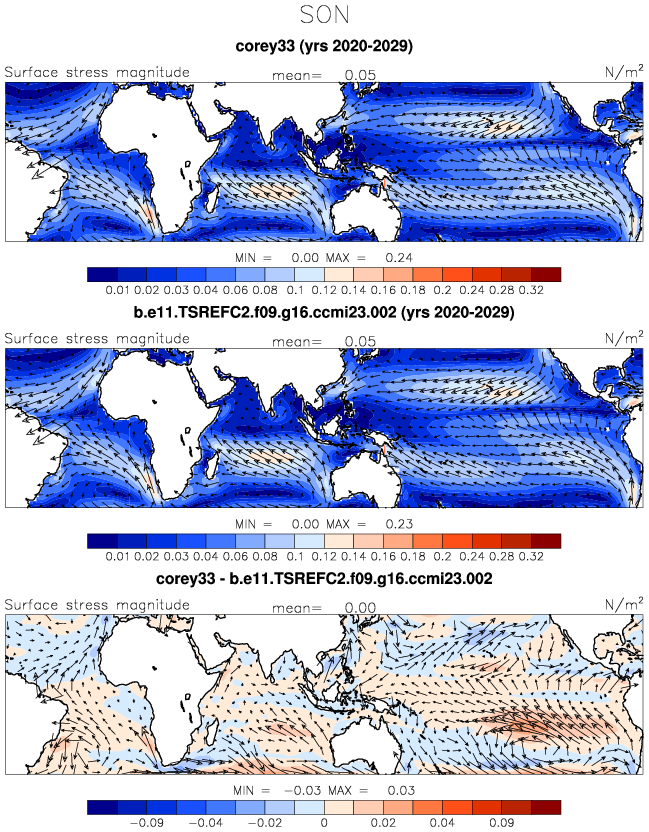 SON
corey33 (yrs 2020-2029)
Surface stress magnitude mean= 0.05 N/m²
MIN = 0.00 MAX = 0.24
0.01 0.02 0.03 0.04 0.06 0.08 0.1 0.12 0.14 0.16 0.18 0.2 0.24 0.28 0.32
b.e11.TSREFC2.f09.g16.ccmi23.002 (yrs 2020-2029)
Surface stress magnitude mean= 0.05 N/m²
MIN = 0.00 MAX = 0.23
0.01 0.02 0.03 0.04 0.06 0.08 0.1 0.12 0.14 0.16 0.18 0.2 0.24 0.28 0.32
corey33 - b.e11.TSREFC2.f09.g16.ccmi23.002
Surface stress magnitude mean= 0.00 N/m²
MIN = −0.03 MAX = 0.03
−0.09 −0.04 −0.02 0 0.02 0.04 0.09